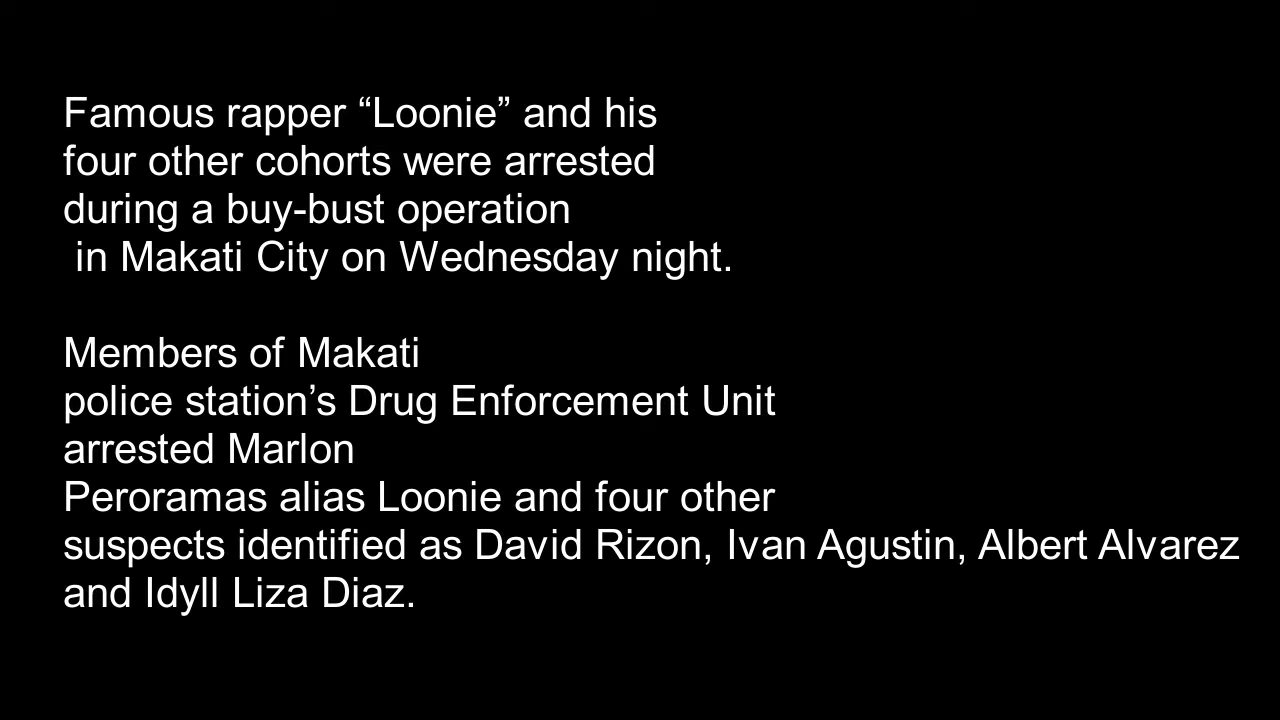 Famous rapper “Loonie” and his
four other cohorts were arrested
during a buy-bust operation
in Makati City on Wednesday night.
Members of Makati
police station’s Drug Enforcement Unit
arrested Marlon
Peroramas alias Loonie and four other
suspects identified as David Rizon, Ivan Agustin, Albert Alvarez
and Idyll Liza Diaz.